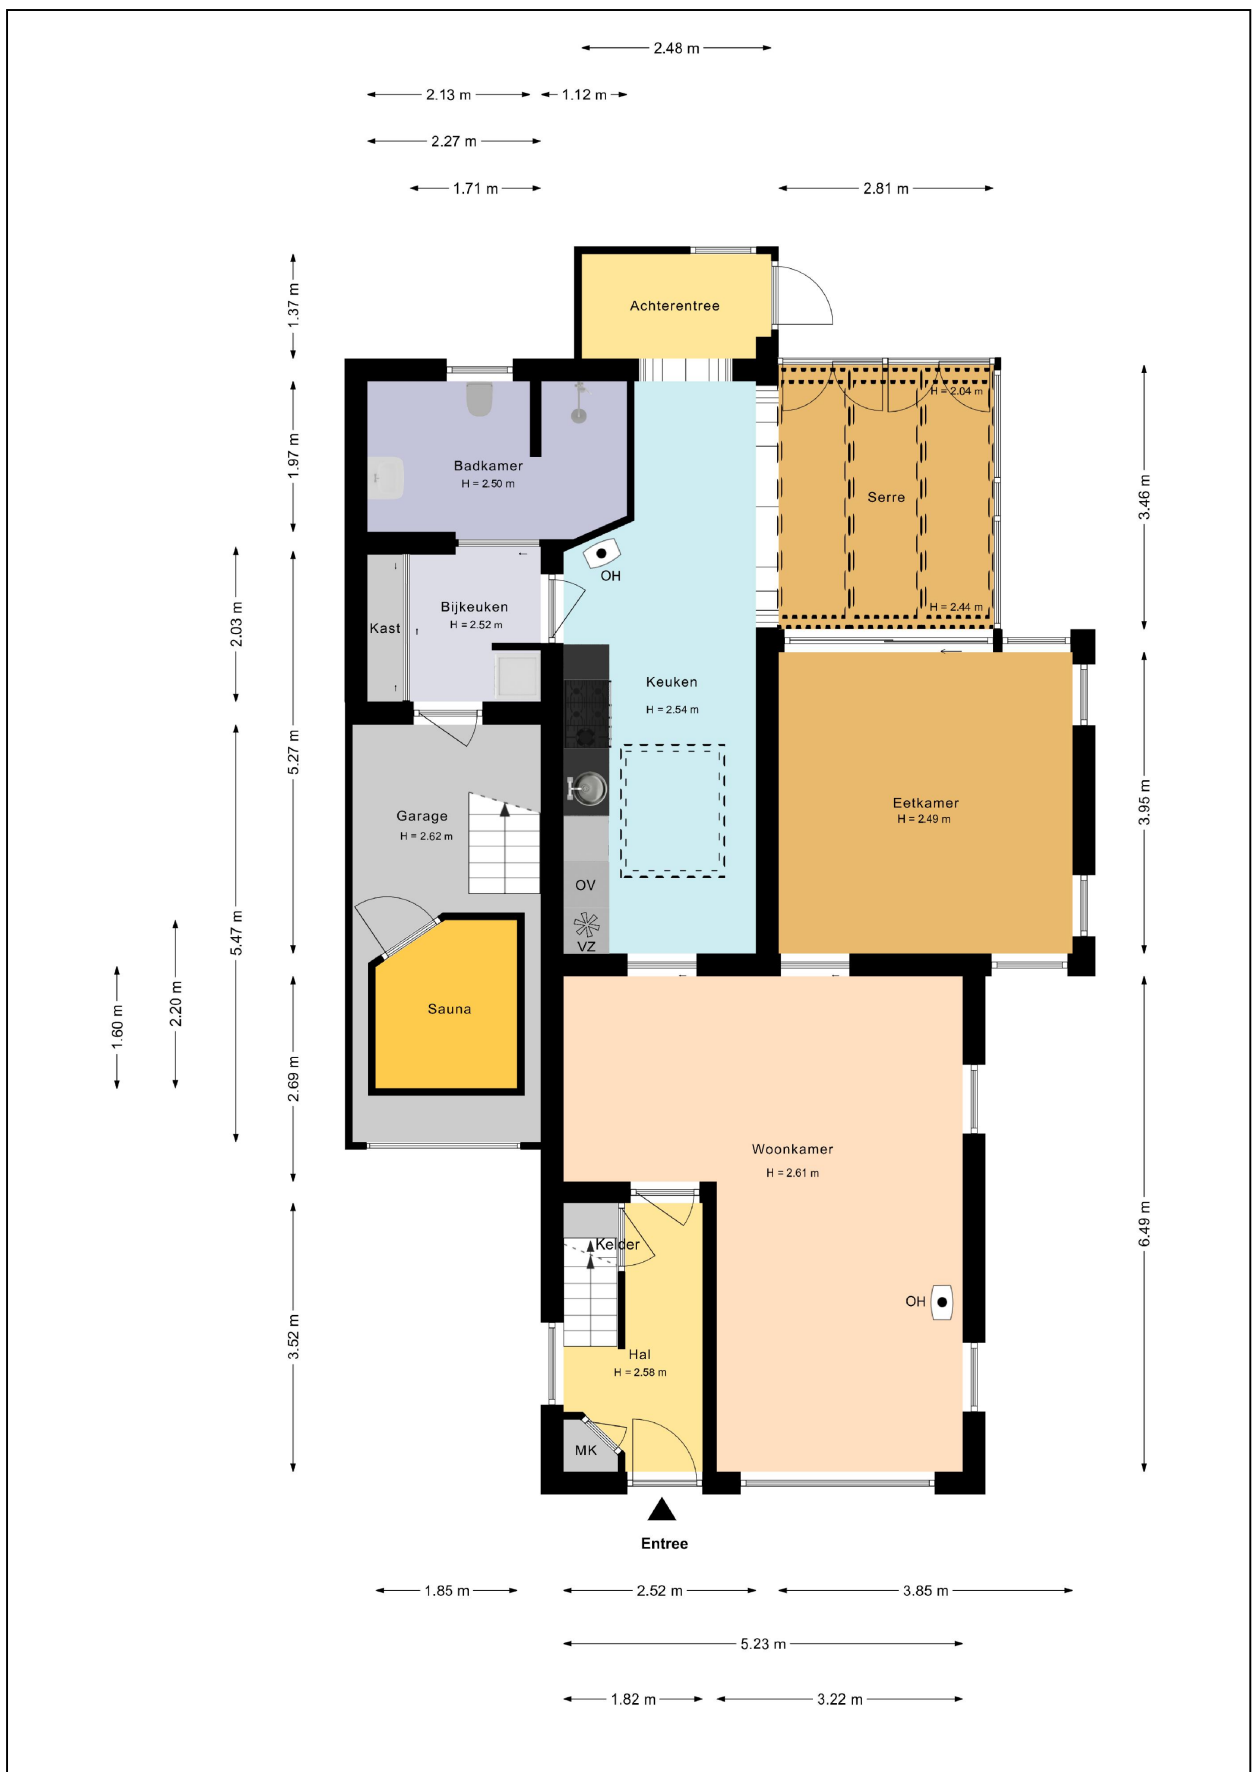 2.48 m
2.13 m
1.12 m
2.27 m
1.71 m
2.81 m
1.37 m
Achterentree
H = 2.04 m
1.97 m
Badkamer
H = 2.50 m
Serre
3.46 m
OH
2.03 m
Kast
Bijkeuken
H = 2.52 m
H = 2.44 m
Keuken
H = 2.54 m
5.27 m
Garage
H = 2.62 m
Eetkamer
H = 2.49 m
3.95 m
OV
VZ
5.47 m
2.20 m
1.60 m
Sauna
2.69 m
Woonkamer
H = 2.61 m
6.49 m
Kelder
OH
3.52 m
Hal
H = 2.58 m
MK
Entree
1.85 m
2.52 m
3.85 m
5.23 m
1.82 m
3.22 m